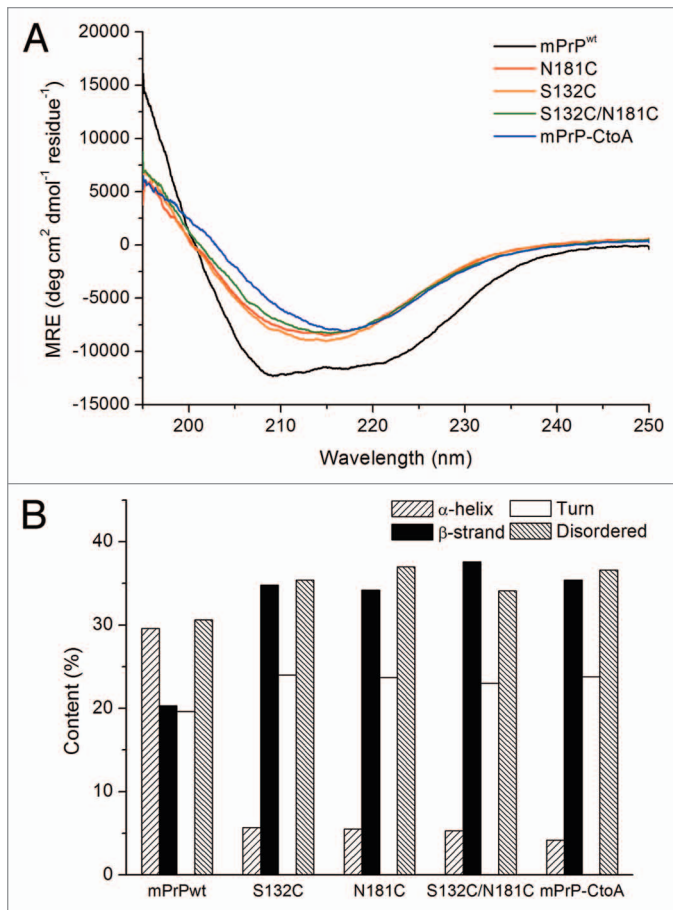 A
20000
15000
10000
5000
0
-5000
-10000
-15000
MRE (deg cm² dmol⁻¹ residue⁻¹)
mPrPʷᵗ
N181C
S132C
S132C/N181C
mPrP-CtoA
200 210 220 230 240 250
Wavelength (nm)
B
α-helix Turn
β-strand Disordered
40
30
20
10
0
Content (%)
mPrPwt S132C N181C S132C/N181C mPrP-CtoA